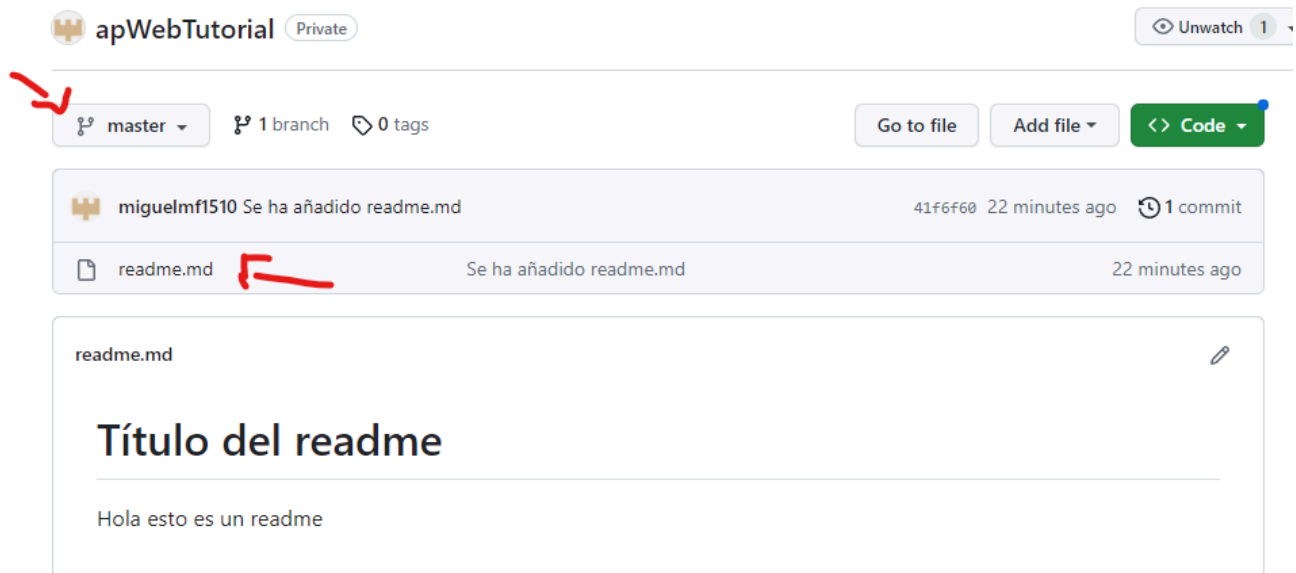 apWebTutorial Private Unwatch 1
master 1 branch 0 tags Go to file Add file <> Code
miguelmf1510 Se ha añadido readme.md 41f6f60 22 minutes ago 1 commit
readme.md Se ha añadido readme.md 22 minutes ago
readme.md
Título del readme
Hola esto es un readme